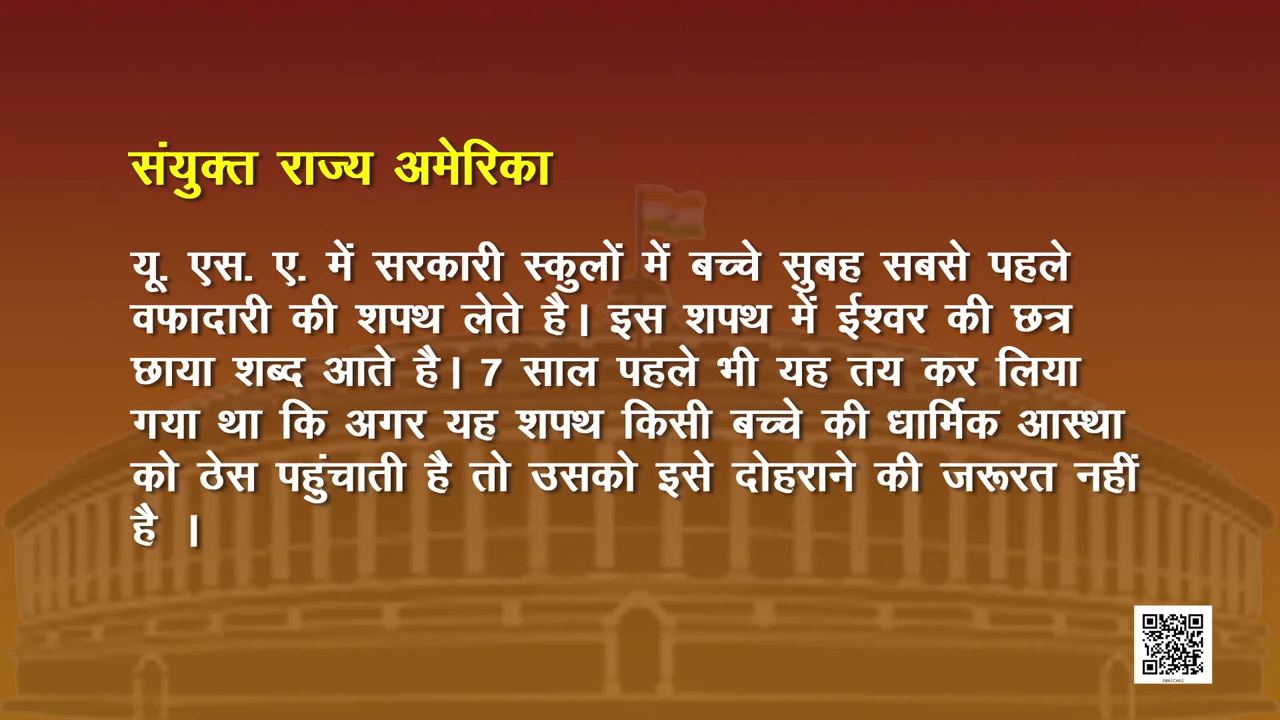 संयुक्त राज्य अमेरिका
यू. एस. ए. में सरकारी स्कुलों में बच्चे सुबह सबसे पहले
वफादारी की शपथ लेते है। इस शपथ में ईश्वर की छत्र
छाया शब्द आते है। 7 साल पहले भी यह तय कर लिया
गया था कि अगर यह शपथ किसी बच्चे की धार्मिक आस्था
को ठेस पहुंचाती है तो उसको इसे दोहराने की जरूरत नहीं
है ।